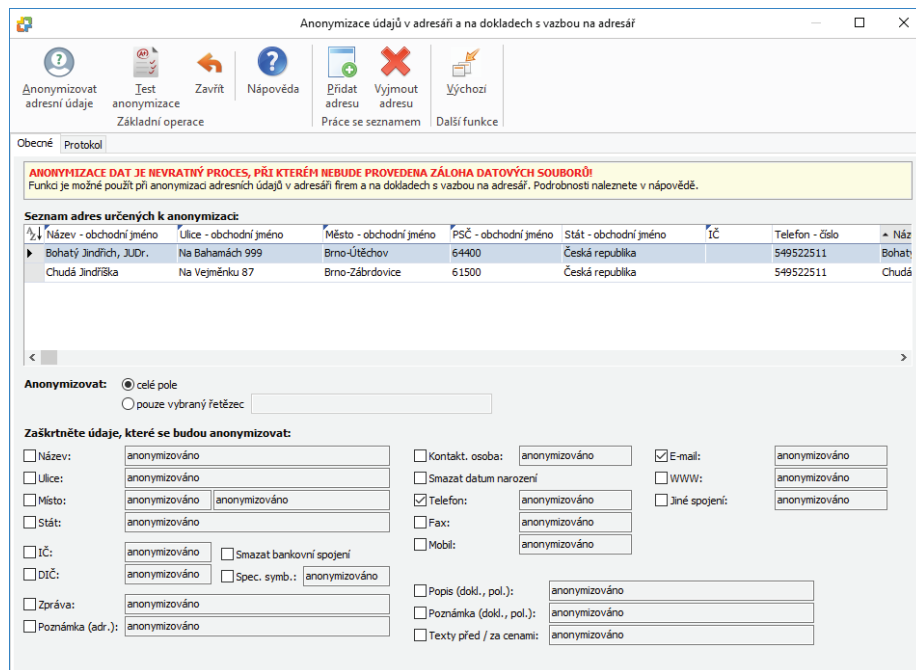 Anonymizace údajů v adresáři a na dokladech s vazbou na adresář
Anonymizovat adresní údaje
Test anonymizace
Zavřít
Nápověda
Přidat adresu
Vyjmout adresu
Výchozí
Základní operace
Práce se seznamem
Další funkce
Obecné Protokol
ANONYMIZACE DAT JE NEVRATNÝ PROCES, PŘI KTERÉM NEBUDE PROVEDENA ZÁLOHA DATOVÝCH SOUBORŮ!
Funkci je možné použít při anonymizaci adresních údajů v adresáři firem a na dokladech s vazbou na adresář. Podrobnosti naleznete v nápovědě.
Seznam adres určených k anonymizaci:
Název - obchodní jméno Ulice - obchodní jméno Město - obchodní jméno PSČ - obchodní jméno Stát - obchodní jméno IČ Telefon - číslo Náz
Bohatý Jindřich, JUDr. Na Bahamách 999 Brno-Útěchov 64400 Česká republika 549522511 Bohatý
Chudá Jindřiška Na Vejměnku 87 Brno-Zábrdovice 61500 Česká republika 549522511 Chudá
Anonymizovat: celé pole
pouze vybraný řetězec
Zaškrtněte údaje, které se budou anonymizovat:
Název: anonymizováno Kontakt. osoba: anonymizováno E-mail: anonymizováno
Ulice: anonymizováno Smazat datum narození WWW: anonymizováno
Místo: anonymizováno anonymizováno Telefon: anonymizováno Jiné spojení: anonymizováno
Stát: anonymizováno Fax: anonymizováno
IČ: anonymizováno Smazat bankovní spojení Mobil: anonymizováno
DIČ: anonymizováno Spec. symb.: anonymizováno
Popis (dokl., pol.): anonymizováno
Zpráva: anonymizováno Poznámka (dokl., pol.): anonymizováno
Poznámka (adr.): anonymizováno Texty před / za cenami: anonymizováno